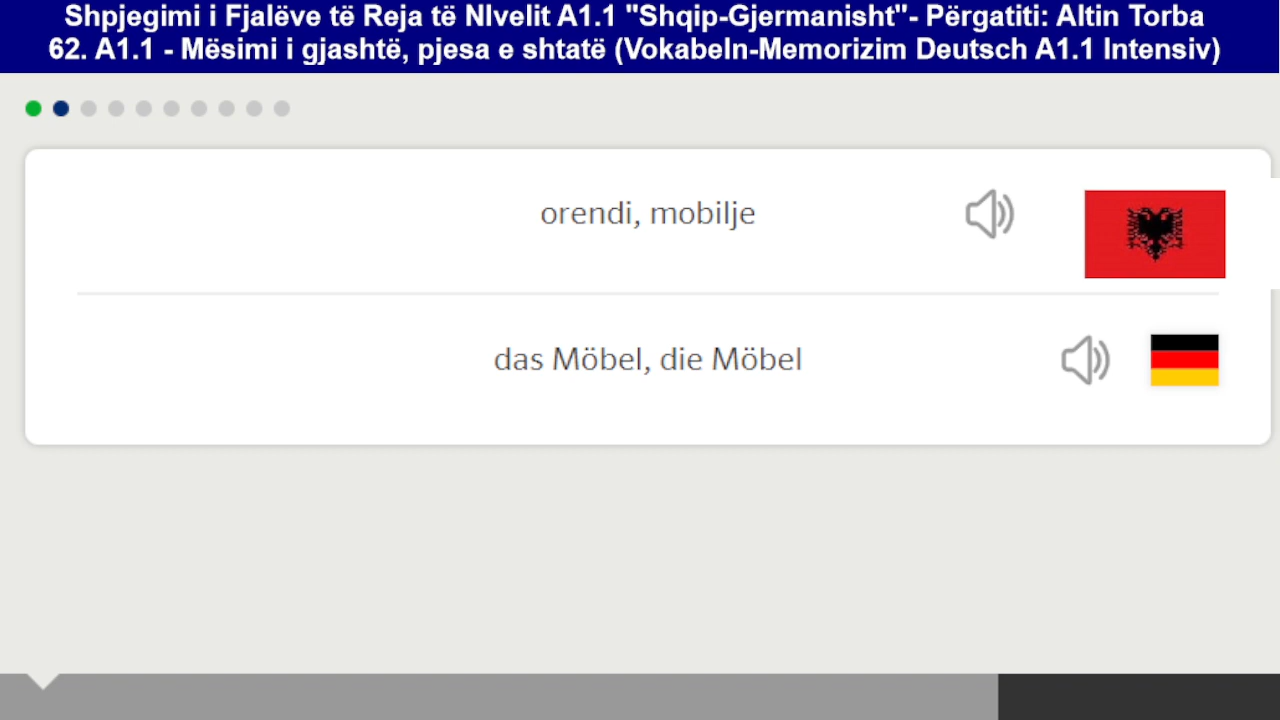 Shpjegimi i Fjalëve të Reja të NIvelit A1.1 "Shqip-Gjermanisht"- Përgatiti: Altin Torba
62. A1.1 - Mësimi i gjashtë, pjesa e shtatë (Vokabeln-Memorizim Deutsch A1.1 Intensiv)
orendi, mobilje
das Möbel, die Möbel